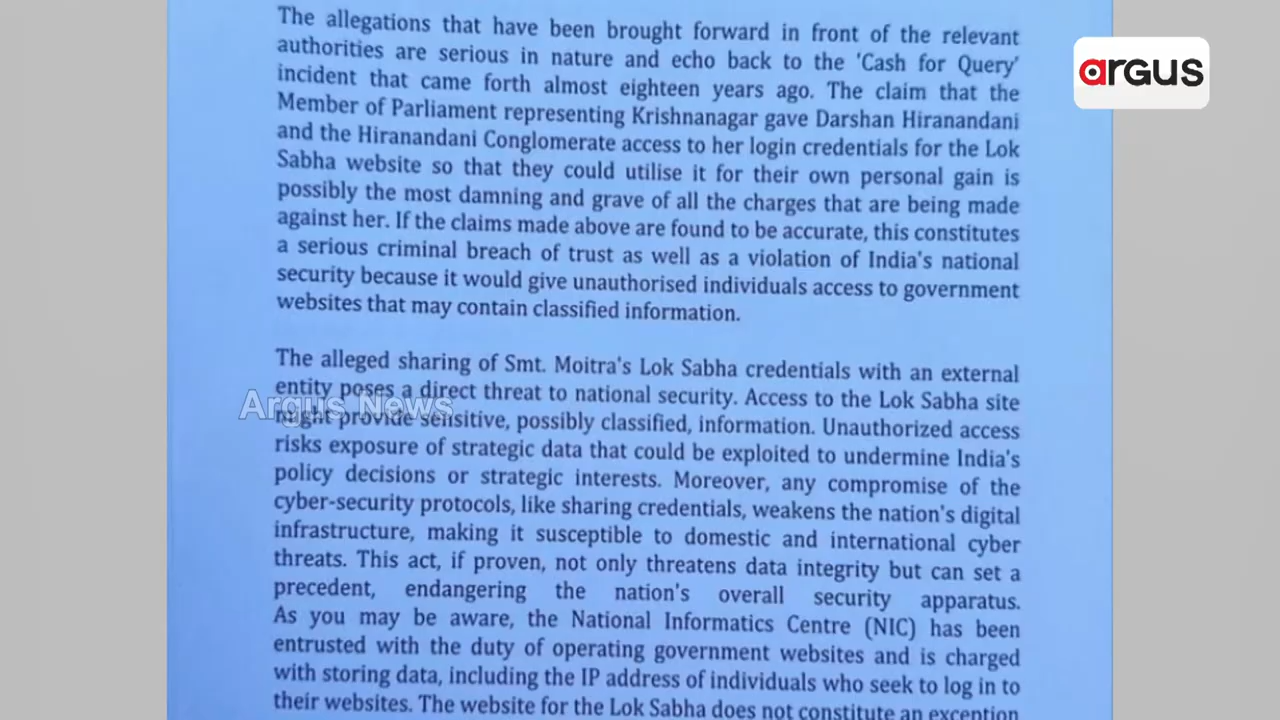 The allegations that have been brought forward in front of the relevant
authorities are serious in nature and echo back to the 'Cash for Query'
incident that came forth almost eighteen years ago. The claim that the
Member of Parliament representing Krishnanagar gave Darshan Hiranandani
and the Hiranandani Conglomerate access to her login credentials for the Lok
Sabha website so that they could utilise it for their own personal gain is
possibly the most damning and grave of all the charges that are being made
against her. If the claims made above are found to be accurate, this constitutes
a serious criminal breach of trust as well as a violation of India's national
security because it would give unauthorised individuals access to government
websites that may contain classified information.
The alleged sharing of Smt. Moitra's Lok Sabha credentials with an external
entity poses a direct threat to national security. Access to the Lok Sabha site
might provide sensitive, possibly classified, information. Unauthorized access
risks exposure of strategic data that could be exploited to undermine India's
policy decisions or strategic interests. Moreover, any compromise of the
cyber-security protocols, like sharing credentials, weakens the nation's digital
infrastructure, making it susceptible to domestic and international cyber
threats. This act, if proven, not only threatens data integrity but can set a
precedent, endangering the nation's overall security apparatus.
As you may be aware, the National Informatics Centre (NIC) has been
entrusted with the duty of operating government websites and is charged
with storing data, including the IP address of individuals who seek to log in to
their websites. The website for the Lok Sabha does not constitute an exception
argus
Argus News